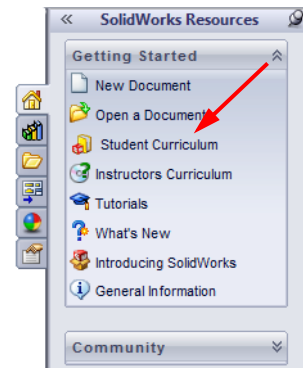 SolidWorks Resources
Getting Started
New Document
Open a Document
Student Curriculum
Instructors Curriculum
Tutorials
What's New
Introducing SolidWorks
General Information
Community